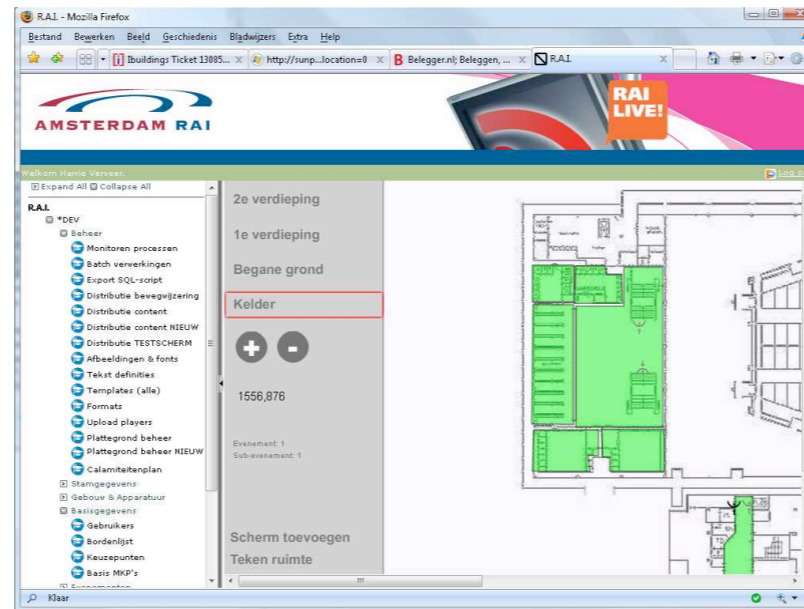 R.A.I. - Mozilla Firefox
Bestand Bewerken Beeld Geschiedenis Bladwijzers Extra Help
Ibuildings Ticket 13085...
http://sunp...location=0
Belegger.nl; Beleggen, ...
R.A.I.
AMSTERDAM RAI
RAI
LIVE!
Welkom Harrie Verveer.
Expand All Collapse All
R.A.I.
*DEV
Beheer
Monitoren processen
Batch verwerkingen
Export SQL-script
Distributie bewegwijzering
Distributie content
Distributie content NIEUW
Distributie TESTSCHERM
Afbeeldingen & fonts
Tekst definities
Templates (alle)
Formats
Upload players
Plattegrond beheer
Plattegrond beheer NIEUW
Calamiteitenplan
Stamgegevens
Gebouw & Apparatuur
Basisgegevens
Gebruikers
Bordenlijst
Keuzepunten
Basis MKP's
Evenementen
2e verdieping
1e verdieping
Begane grond
Kelder
+ -
1556,876
Evenement: 1
Sub-evenement: 1
Scherm toevoegen
Teken ruimte
Klaar